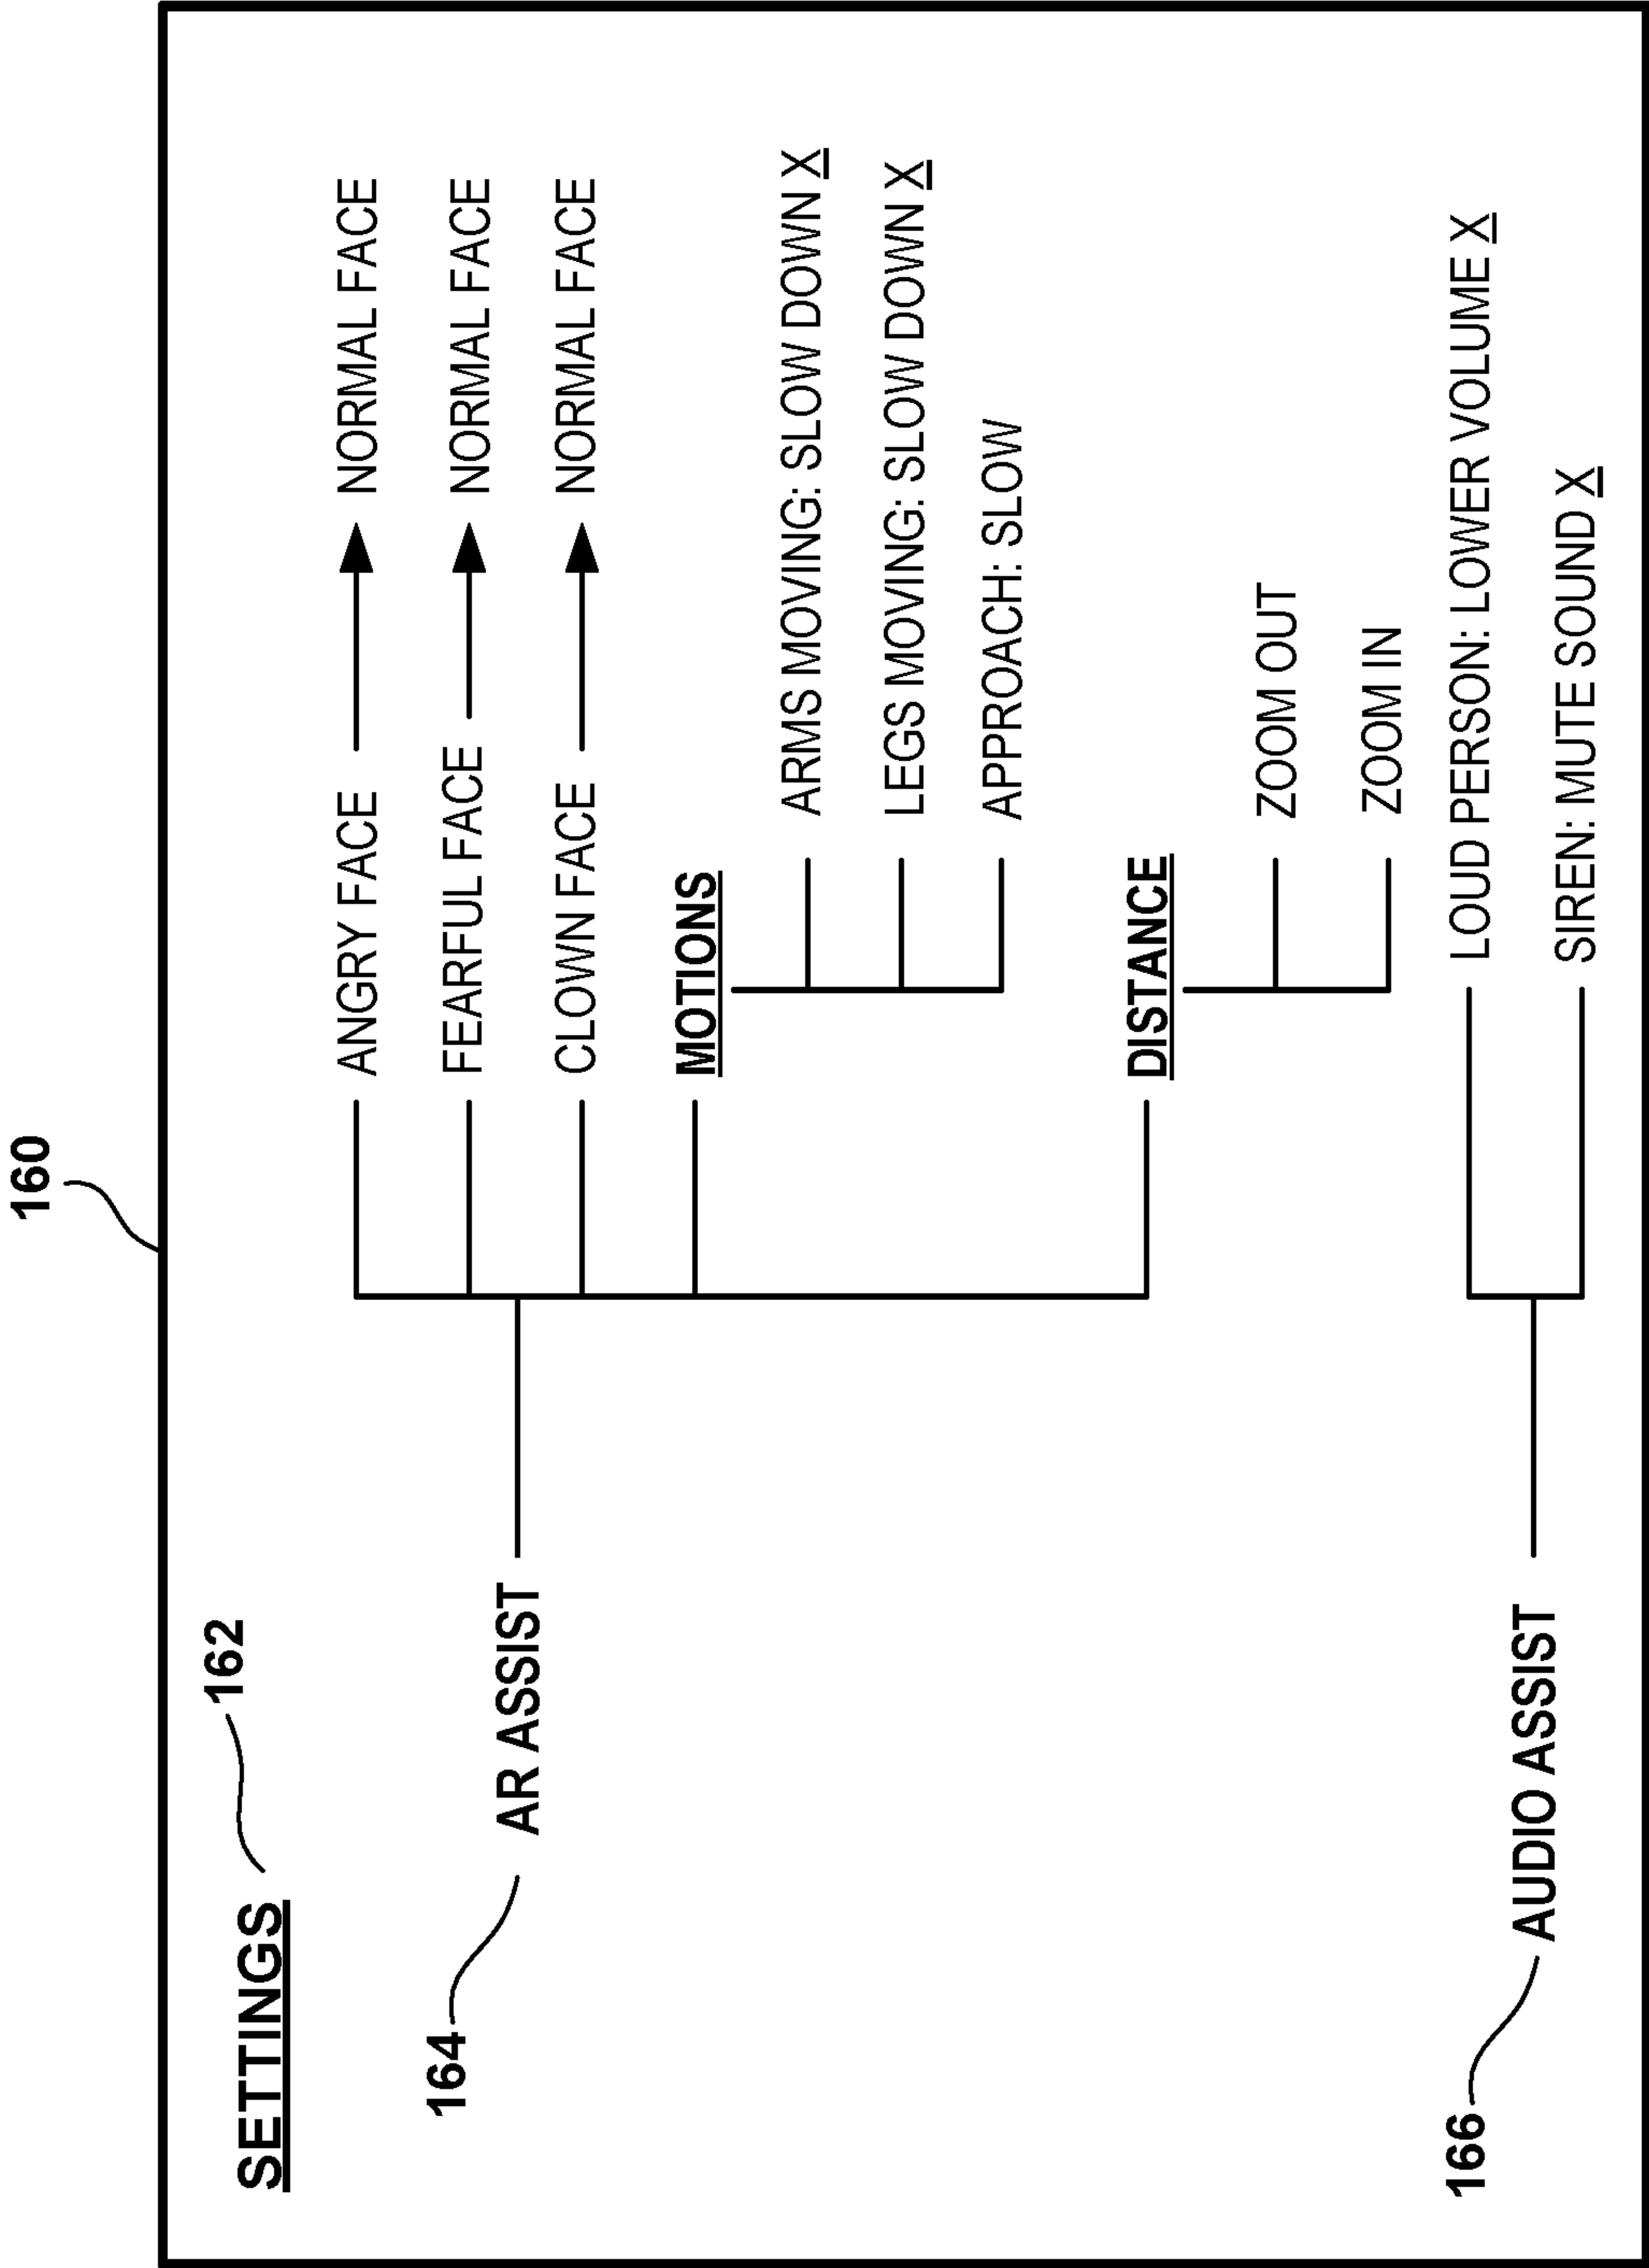 160
SETTINGS 162
ANGRY FACE NORMAL FACE
FEARFUL FACE NORMAL FACE
164 AR ASSIST
CLOWN FACE NORMAL FACE
MOTIONS
ARMS MOVING: SLOW DOWN X
LEGS MOVING: SLOW DOWN X
APPROACH: SLOW
DISTANCE
ZOOM OUT
ZOOM IN
166 AUDIO ASSIST
LOUD PERSON: LOWER VOLUME X
SIREN: MUTE SOUND X